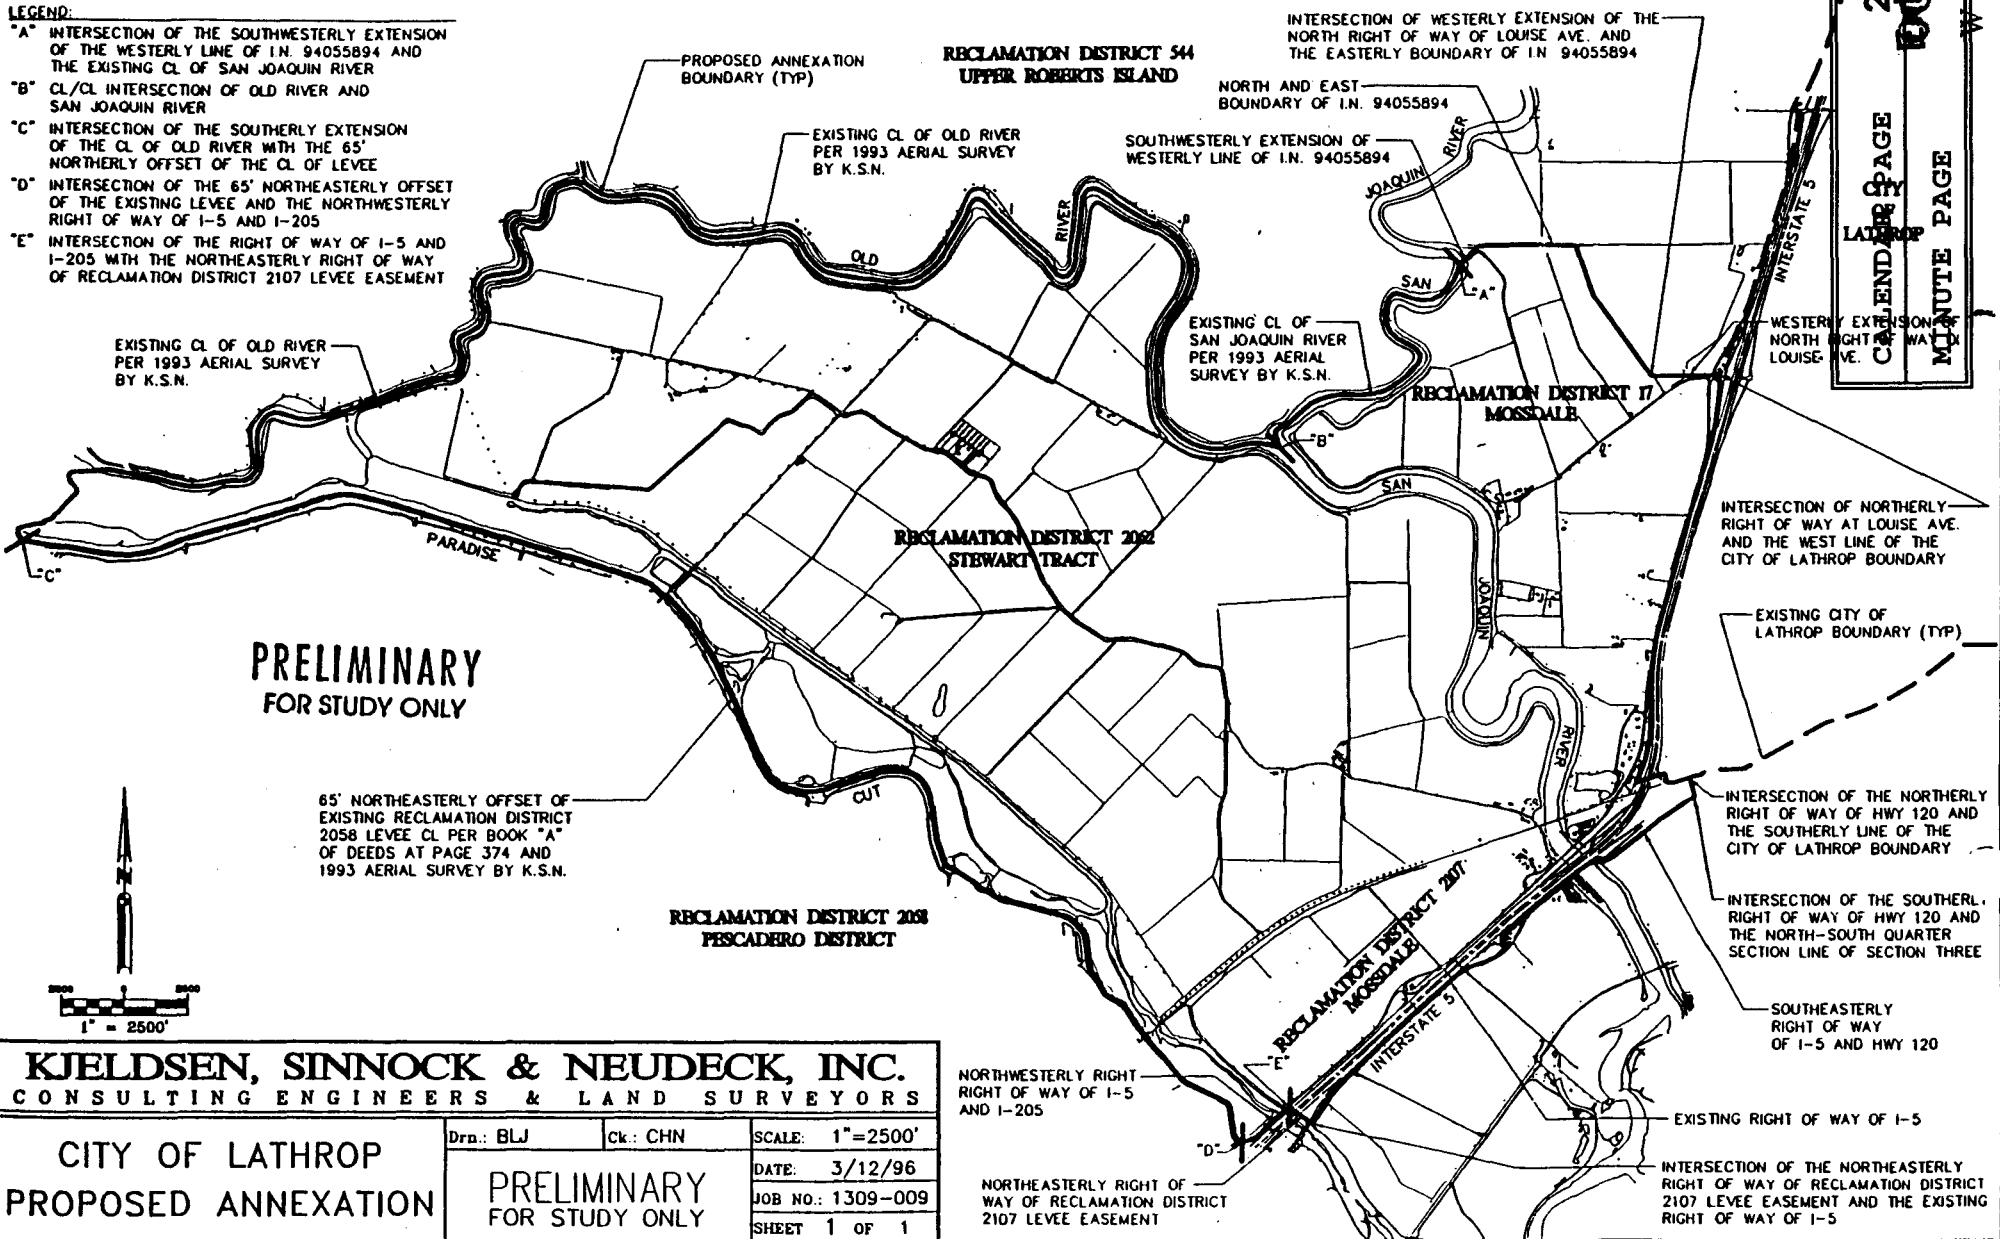 LEGEND:
"A" INTERSECTION OF THE SOUTHWESTERLY EXTENSION
OF THE WESTERLY LINE OF I.N. 94055894 AND
THE EXISTING CL OF SAN JOAQUIN RIVER
"B" CL/CL INTERSECTION OF OLD RIVER AND
SAN JOAQUIN RIVER
"C" INTERSECTION OF THE SOUTHERLY EXTENSION
OF THE CL OF OLD RIVER WITH THE 65'
NORTHERLY OFFSET OF THE CL OF LEVEE
"D" INTERSECTION OF THE 65' NORTHEASTERLY OFFSET
OF THE EXISTING LEVEE AND THE NORTHWESTERLY
RIGHT OF WAY OF I-5 AND I-205
"E" INTERSECTION OF THE RIGHT OF WAY OF I-5 AND
I-205 WITH THE NORTHEASTERLY RIGHT OF WAY
OF RECLAMATION DISTRICT 2107 LEVEE EASEMENT
PROPOSED ANNEXATION
BOUNDARY (TYP)
RECLAMATION DISTRICT 544
UPPER ROBERTS ISLAND
INTERSECTION OF WESTERLY EXTENSION OF THE
NORTH RIGHT OF WAY OF LOUISE AVE. AND
THE EASTERLY BOUNDARY OF I.N 94055894
NORTH AND EAST
BOUNDARY OF I.N. 94055894
EXISTING CL OF OLD RIVER
PER 1993 AERIAL SURVEY
BY K.S.N.
SOUTHWESTERLY EXTENSION OF
WESTERLY LINE OF I.N. 94055894
CALENDAR PAGE
MINUTE PAGE
CITY
LATHROP
INTERSTATE 5
RIVER
JOAQUIN
SAN
"A"
OLD
RIVER
EXISTING CL OF OLD RIVER
PER 1993 AERIAL SURVEY
BY K.S.N.
EXISTING CL OF
SAN JOAQUIN RIVER
PER 1993 AERIAL
SURVEY BY K.S.N.
WESTERLY EXTENSION OF
NORTH RIGHT OF WAY
LOUISE AVE.
RECLAMATION DISTRICT 17
MOSSDALE
"B"
SAN
JOAQUIN
RIVER
INTERSECTION OF NORTHERLY
RIGHT OF WAY AT LOUISE AVE.
AND THE WEST LINE OF THE
CITY OF LATHROP BOUNDARY
PARADISE
"C"
RECLAMATION DISTRICT 2062
STEWART TRACT
EXISTING CITY OF
LATHROP BOUNDARY (TYP)
PRELIMINARY
FOR STUDY ONLY
65' NORTHEASTERLY OFFSET OF
EXISTING RECLAMATION DISTRICT
2058 LEVEE CL PER BOOK "A"
OF DEEDS AT PAGE 374 AND
1993 AERIAL SURVEY BY K.S.N.
CUT
INTERSECTION OF THE NORTHERLY
RIGHT OF WAY OF HWY 120 AND
THE SOUTHERLY LINE OF THE
CITY OF LATHROP BOUNDARY
RECLAMATION DISTRICT 2058
PESCADERO DISTRICT
RECLAMATION DISTRICT 2107
MOSSDALE
INTERSTATE 5
INTERSECTION OF THE SOUTHERL
RIGHT OF WAY OF HWY 120 AND
THE NORTH-SOUTH QUARTER
SECTION LINE OF SECTION THREE
SOUTHEASTERLY
RIGHT OF WAY
OF I-5 AND HWY 120
N
2500 0 2500
1" = 2500'
"E"
NORTHWESTERLY RIGHT
RIGHT OF WAY OF I-5
AND I-205
EXISTING RIGHT OF WAY OF I-5
"D"
NORTHEASTERLY RIGHT OF
WAY OF RECLAMATION DISTRICT
2107 LEVEE EASEMENT
INTERSECTION OF THE NORTHEASTERLY
RIGHT OF WAY OF RECLAMATION DISTRICT
2107 LEVEE EASEMENT AND THE EXISTING
RIGHT OF WAY OF I-5
KJELDSEN, SINNOCK & NEUDECK, INC.
CONSULTING ENGINEERS & LAND SURVEYORS
CITY OF LATHROP
PROPOSED ANNEXATION
Drn.: BLJ
Ck.: CHN
PRELIMINARY
FOR STUDY ONLY
SCALE: 1"=2500'
DATE: 3/12/96
JOB NO.: 1309-009
SHEET 1 OF 1